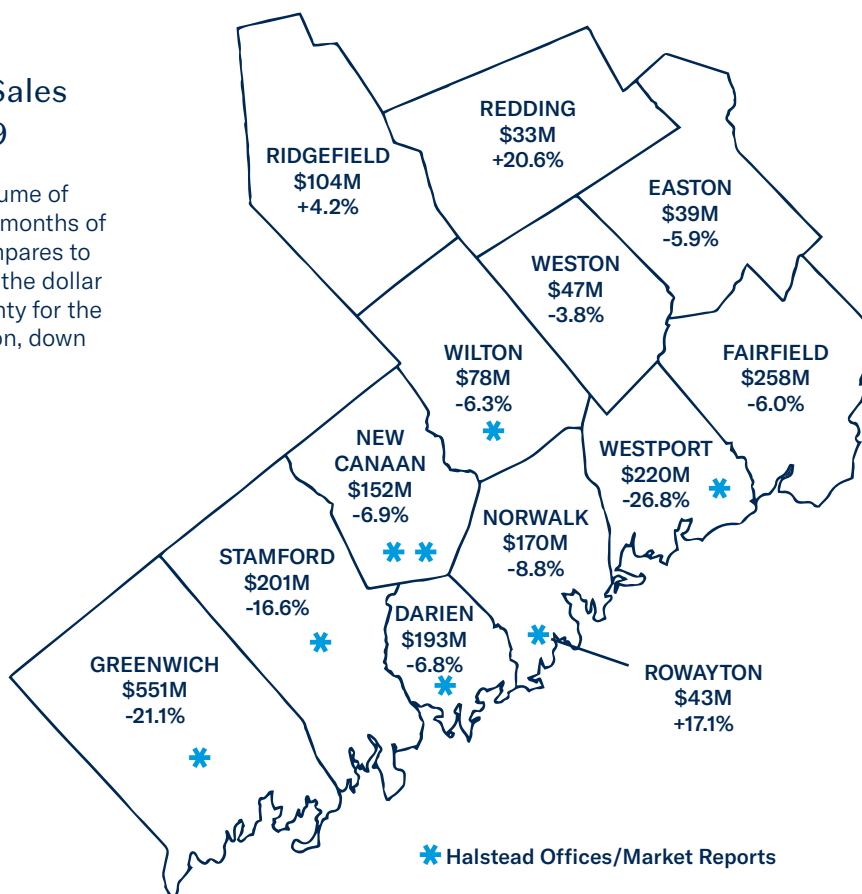 Sales
9
ume of
months of
mpares to
the dollar
nty for the
on, down
RIDGEFIELD
$104M
+4.2%
REDDING
$33M
+20.6%
EASTON
$39M
-5.9%
WESTON
$47M
-3.8%
WILTON
$78M
-6.3%
FAIRFIELD
$258M
-6.0%
NEW
CANAAN
$152M
-6.9%
WESTPORT
$220M
-26.8%
NORWALK
$170M
-8.8%
STAMFORD
$201M
-16.6%
DARIEN
$193M
-6.8%
GREENWICH
$551M
-21.1%
ROWAYTON
$43M
+17.1%
Halstead Offices/Market Reports